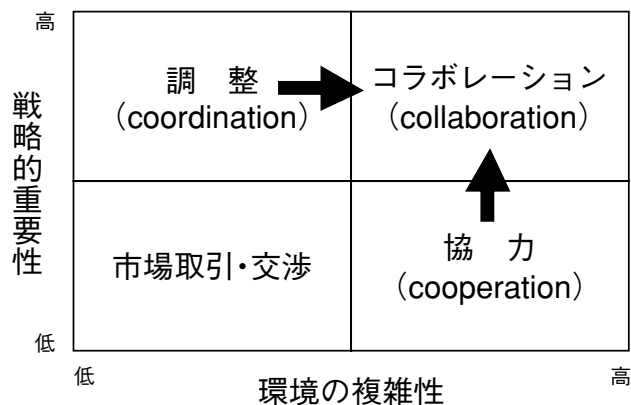 高
調　整
（coordination）
コラボレーション
（collaboration）
戦略的重要性
市場取引・交渉
協　力
（cooperation）
低
低
高
環境の複雑性